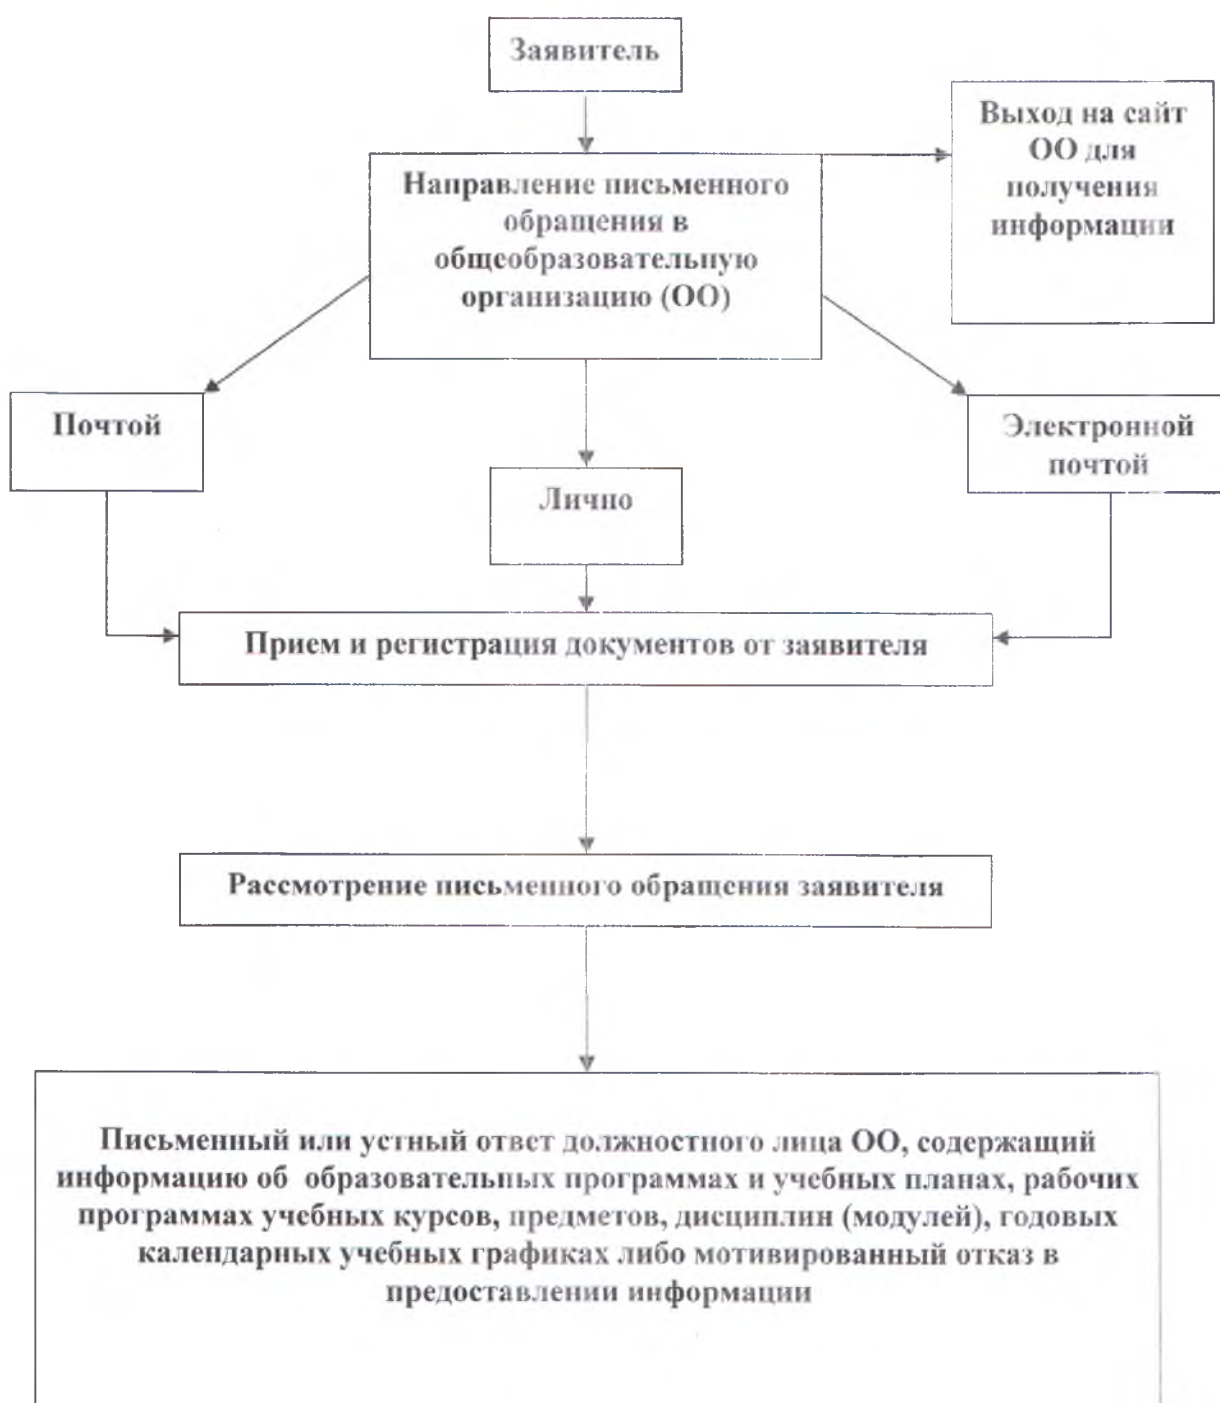 Заявитель
Выход на сайт
ОО для
получения
информации
Направление письменного
обращения в
общеобразовательную
организацию (ОО)
Почтой
Электронной
почтой
Лично
Прием и регистрация документов от заявителя
Рассмотрение письменного обращения заявителя
Письменный или устный ответ должностного лица ОО, содержащий
информацию об образовательных программах и учебных планах, рабочих
программах учебных курсов, предметов, дисциплин (модулей), годовых
календарных учебных графиках либо мотивированный отказ в
предоставлении информации